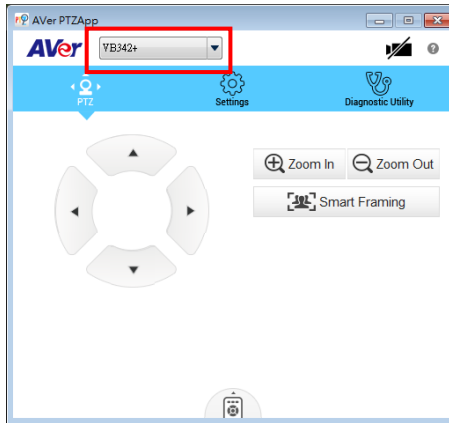 AVer PTZApp
AVer VB342+
PTZ Settings Diagnostic Utility
Zoom In Zoom Out
Smart Framing